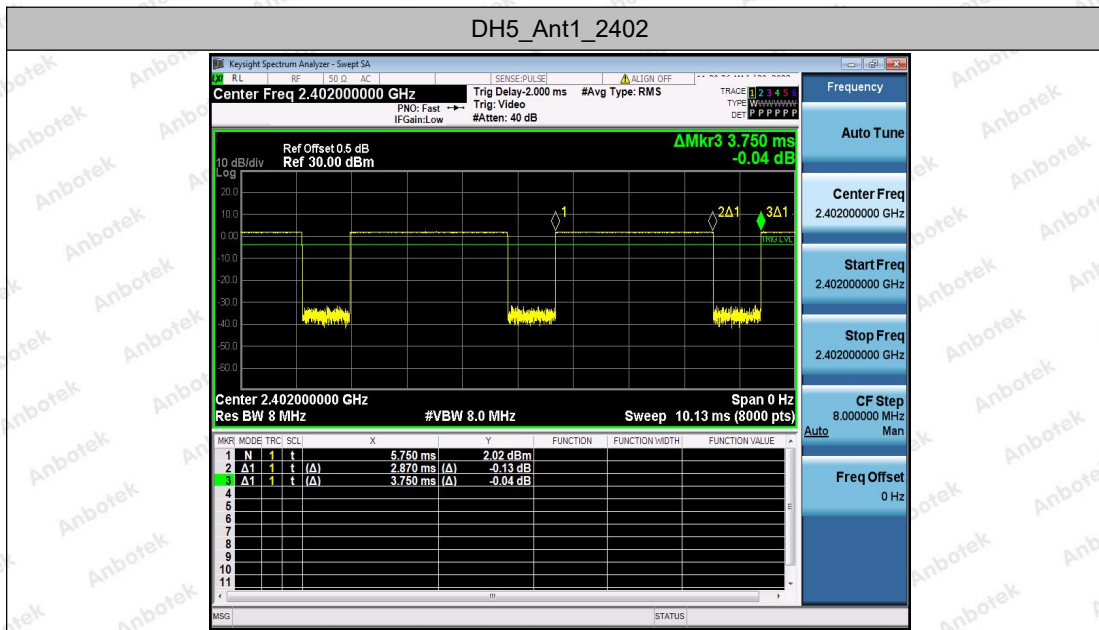 DH5_Ant1_2402
Keysight Spectrum Analyzer - Swept SA
RL RF 50 Ω AC SENSE:PULSE ALIGN OFF
Center Freq 2.402000000 GHz
PNO: Fast
IFGain:Low
Trig Delay-2.000 ms
Trig: Video
#Atten: 40 dB
#Avg Type: RMS
TRACE 1 2 3 4 5 6
TYPE W
DET P P P P P P
Ref Offset 0.5 dB
Ref 30.00 dBm
10 dB/div
Log
ΔMkr3 3.750 ms
-0.04 dB
20.0
10.0
0.00
-10.0
-20.0
-30.0
-40.0
-50.0
-60.0
1
2Δ1
3Δ1
TRIG LVL
Center 2.402000000 GHz
Span 0 Hz
Res BW 8 MHz
#VBW 8.0 MHz
Sweep 10.13 ms (8000 pts)
MKR MODE TRC SCL X Y FUNCTION FUNCTION WIDTH FUNCTION VALUE
1 N 1 t 5.750 ms 2.02 dBm
2 Δ1 1 t (Δ) 2.870 ms (Δ) -0.13 dB
3 Δ1 1 t (Δ) 3.750 ms (Δ) -0.04 dB
4
5
6
7
8
9
10
11
MSG
STATUS
Frequency
Auto Tune
Center Freq
2.402000000 GHz
Start Freq
2.402000000 GHz
Stop Freq
2.402000000 GHz
CF Step
8.000000 MHz
Auto Man
Freq Offset
0 Hz
Anbotek